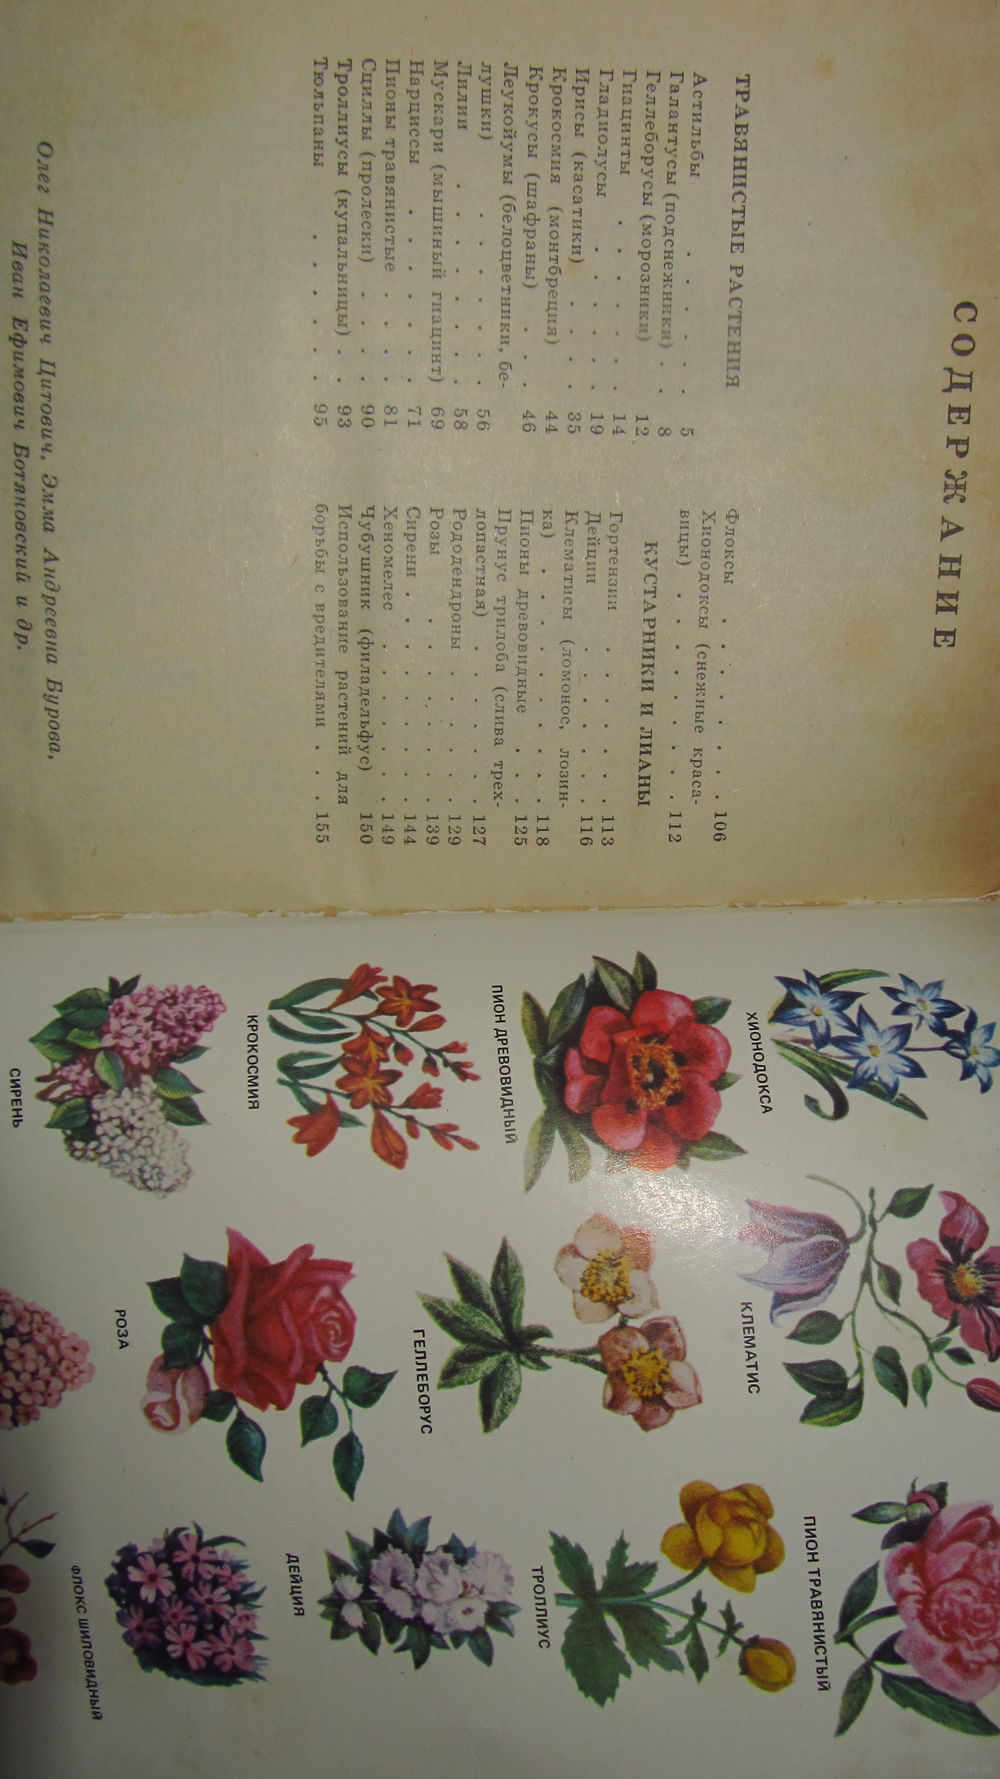 СОДЕРЖАНИЕ
ТРАВЯНИСТЫЕ РАСТЕНИЯ
Астильбы . . . . . 5
Галантусы (подснежники) . . 8
Геллеборусы (морозники) 12
Гиацинты . . . . . 14
Гладиолусы . . . . . 19
Ирисы (касатики) . . . . 35
Крокосмия (монтбреция) 44
Крокусы (шафраны) . . . 46
Леукойумы (белоцветники, бе-
лушки) . . . . . . 56
Лилии . . . . . . 58
Мускари (мышиный гиацинт) 69
Нарциссы . . . . . . 71
Пионы травянистые . . . . 81
Сциллы (пролески) . . . . 90
Троллиусы (купальницы) . . 93
Тюльпаны . . . . . . 95
Флоксы . . . . . . . 106
Хионодоксы (снежные краса-
вицы) . . . . . . . . 112
КУСТАРНИКИ И ЛИАНЫ
Гортензии . . . . . . 113
Дейции . . . . . . 116
Клематисы (ломонос, лозин-
ка) . . . . . . . . 118
Пионы древовидные . . . 125
Прунус трилоба (слива трех-
лопастная) . . . . . . 127
Рододендроны . . . . . 129
Розы . . . . . . . 139
Сирени . . . . . . . 144
Хеномелес . . . . . . 149
Чубушник (филадельфус) . . 150
Использование растений для
борьбы с вредителями . . . 155
Олег Николаевич Цитович, Эмма Андреевна Бурова,
Иван Ефимович Ботяновский и др.
ХИОНОДОКСА
КЛЕМАТИС
ПИОН ТРАВЯНИСТЫЙ
ПИОН ДРЕВОВИДНЫЙ
ГЕЛЛЕБОРУС
ТРОЛЛИУС
КРОКОСМИЯ
РОЗА
ДЕЙЦИЯ
СИРЕНЬ
ФЛОКС ШИЛОВИДНЫЙ